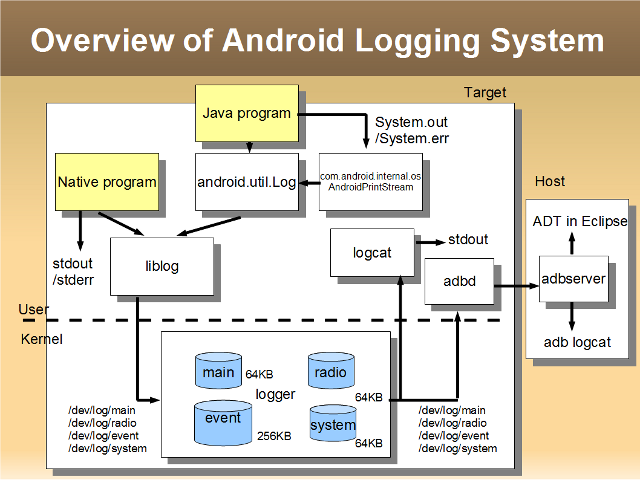 Overview of Android Logging System
Target
Java program
System.out
/System.err
Native program
android.util.Log
com.android.internal.os
AndroidPrintStream
Host
ADT in Eclipse
stdout
/stderr
liblog
logcat
stdout
adbd
adbserver
adb logcat
User
Kernel
main
64KB
radio
64KB
logger
event
256KB
system
64KB
/dev/log/main
/dev/log/radio
/dev/log/event
/dev/log/system
/dev/log/main
/dev/log/radio
/dev/log/event
/dev/log/system